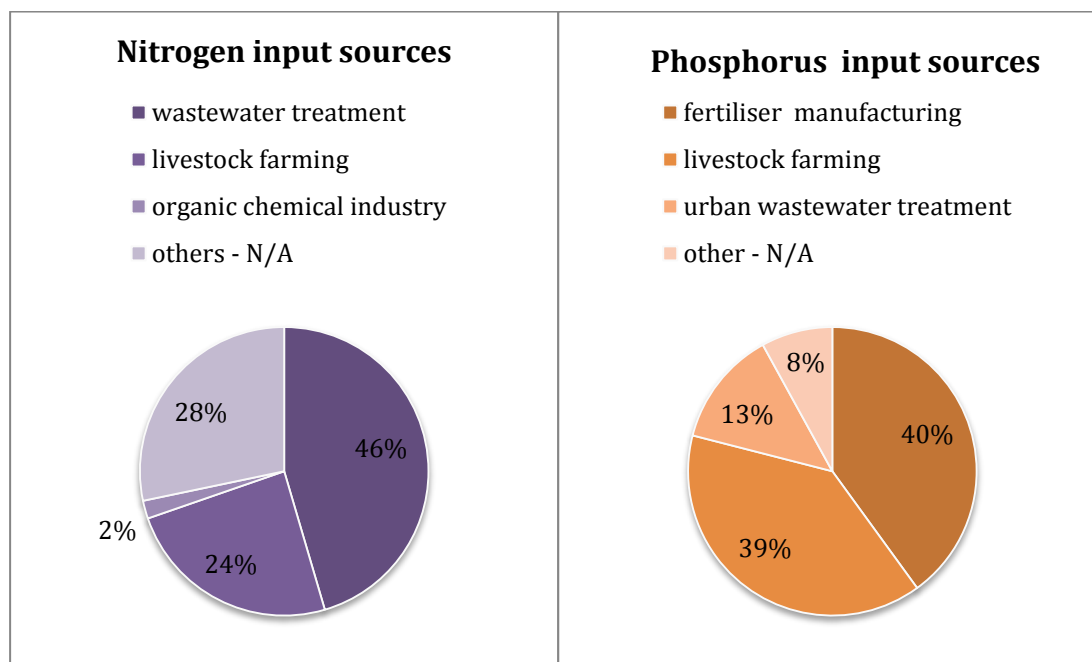 Nitrogen input sources
wastewater treatment
livestock farming
organic chemical industry
others - N/A
28%
46%
2%
24%
Phosphorus input sources
fertiliser manufacturing
livestock farming
urban wastewater treatment
other - N/A
8%
13%
40%
39%